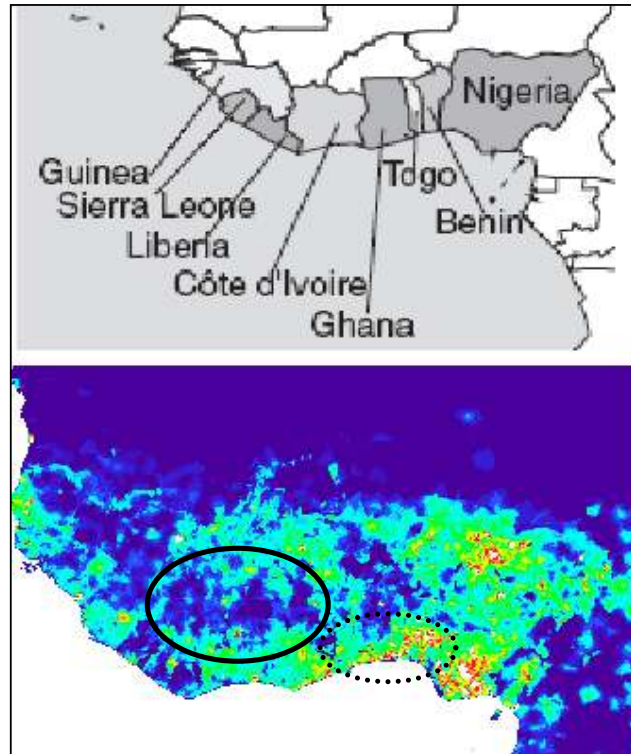 Nigeria
Guinea
Togo
Sierra Leone
Benin
Liberia
Côte d'Ivoire
Ghana